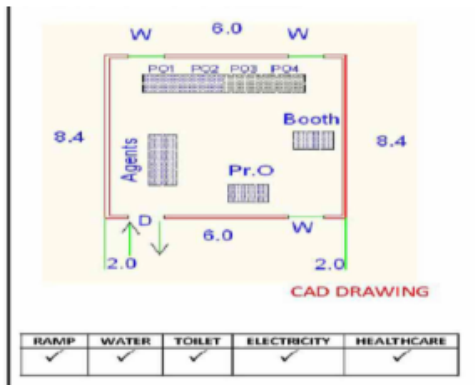 6.0
W W
PO1 PO2 PO3 PO4
Booth
8.4 8.4
Agents
Pr.O
D
6.0 W
2.0 2.0
CAD DRAWING
RAMP WATER TOILET ELECTRICITY HEALTHCARE
✓ ✓ ✓ ✓ ✓